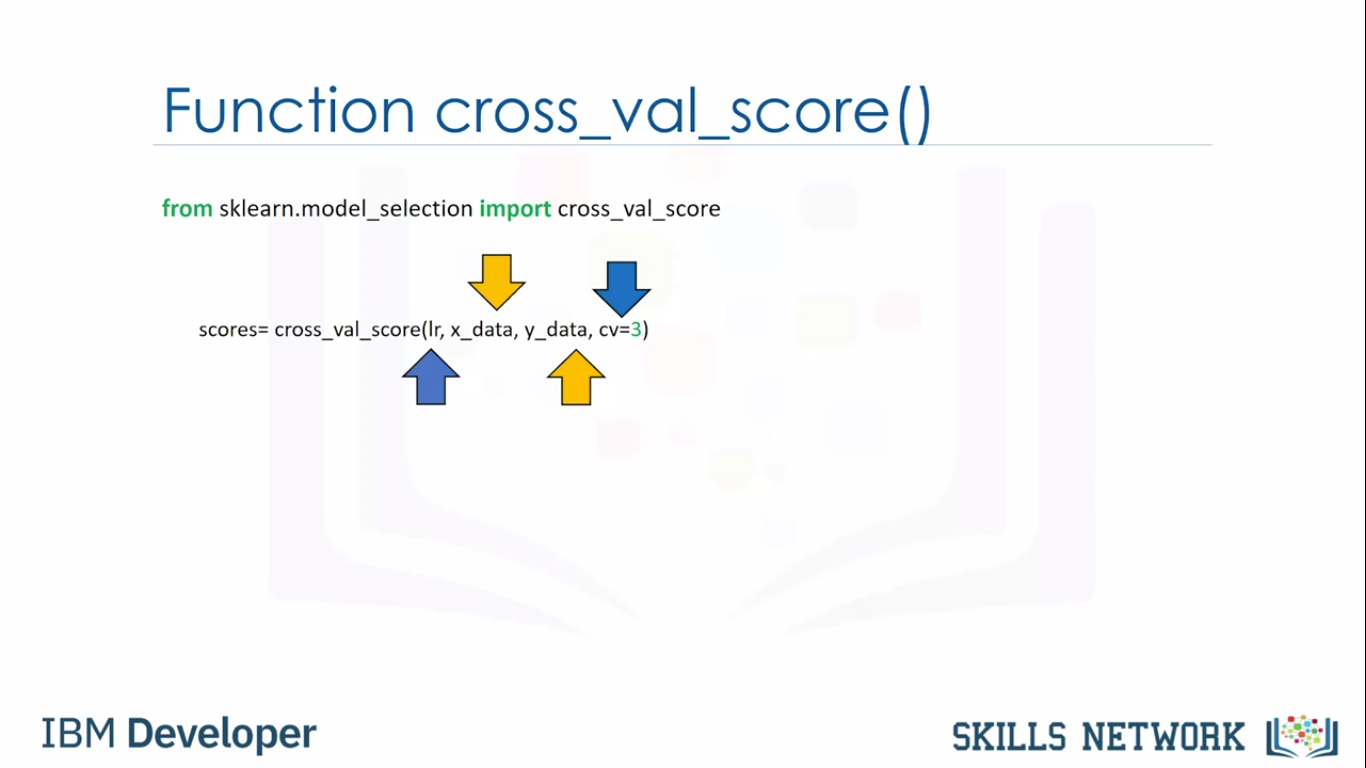 Function cross_val_score()
from sklearn.model_selection import cross_val_score
scores= cross_val_score(lr, x_data, y_data, cv=3)
IBM Developer
SKILLS NETWORK